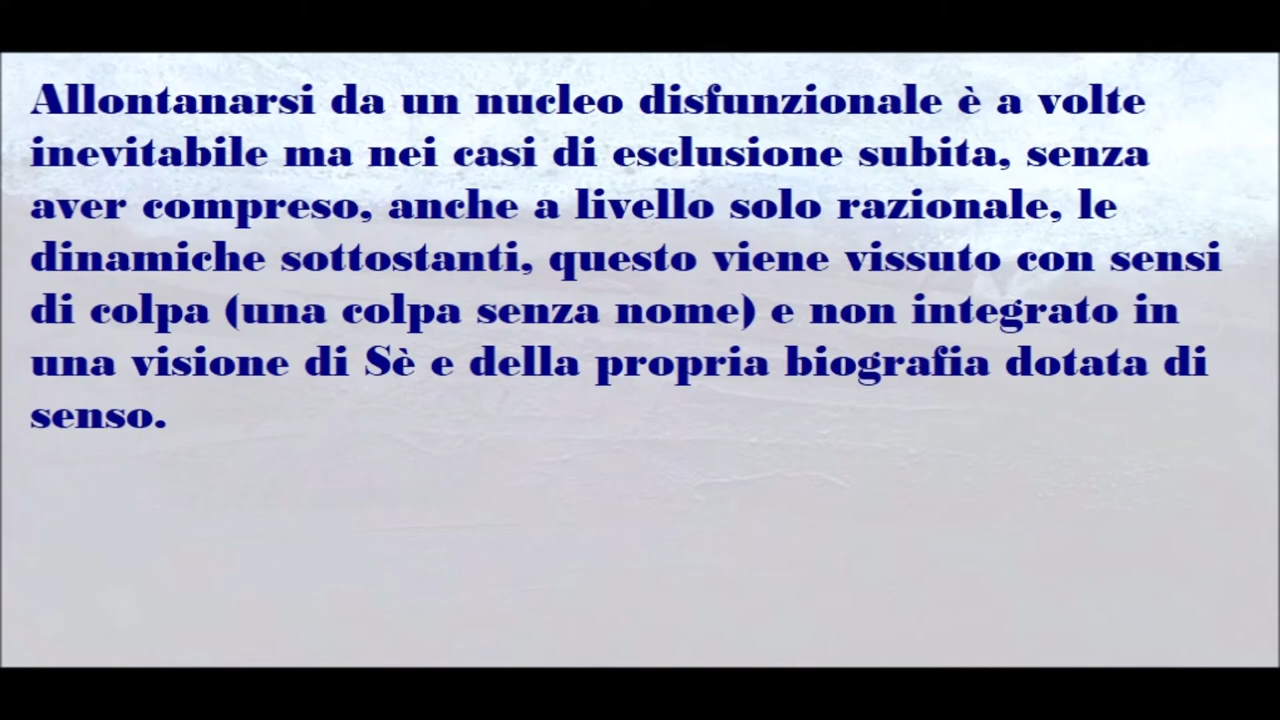 Allontanarsi da un nucleo disfunzionale è a volte
inevitabile ma nei casi di esclusione subita, senza
aver compreso, anche a livello solo razionale, le
dinamiche sottostanti, questo viene vissuto con sensi
di colpa (una colpa senza nome) e non integrato in
una visione di Sè e della propria biografia dotata di
senso.